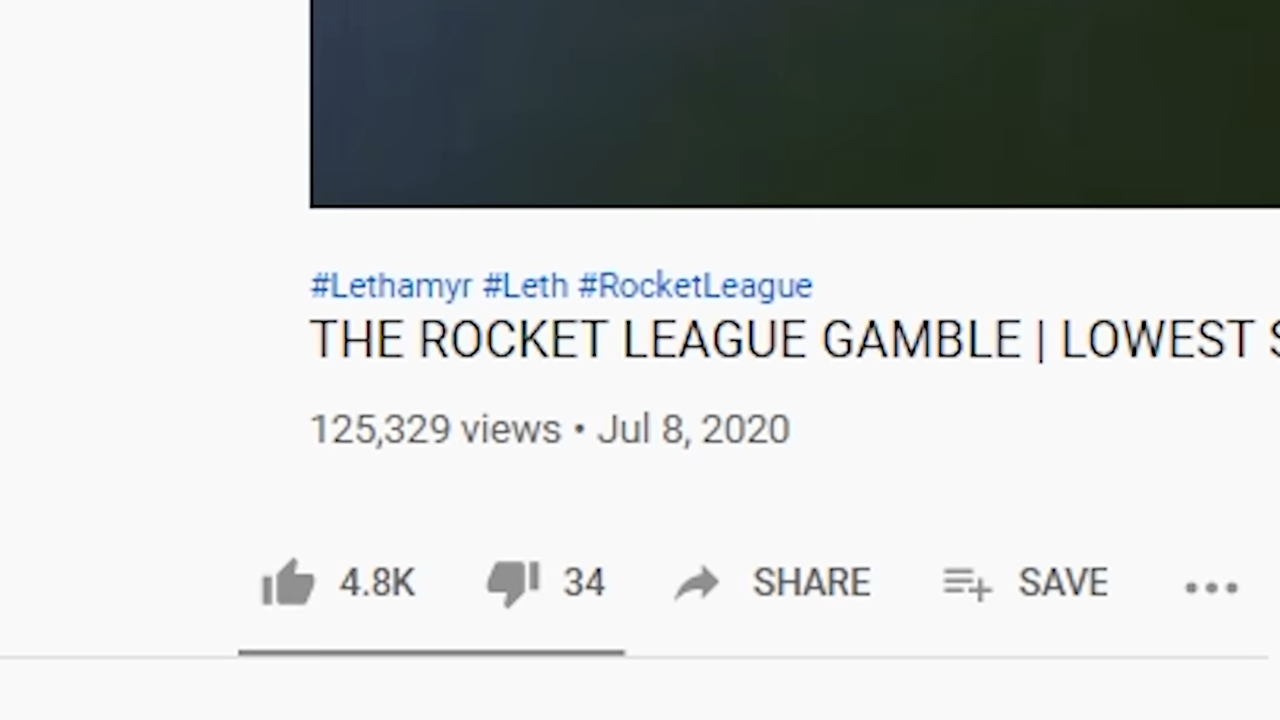 #Lethamyr #Leth #RocketLeague
THE ROCKET LEAGUE GAMBLE | LOWEST
125,329 views • Jul 8, 2020
4.8K 34 SHARE SAVE